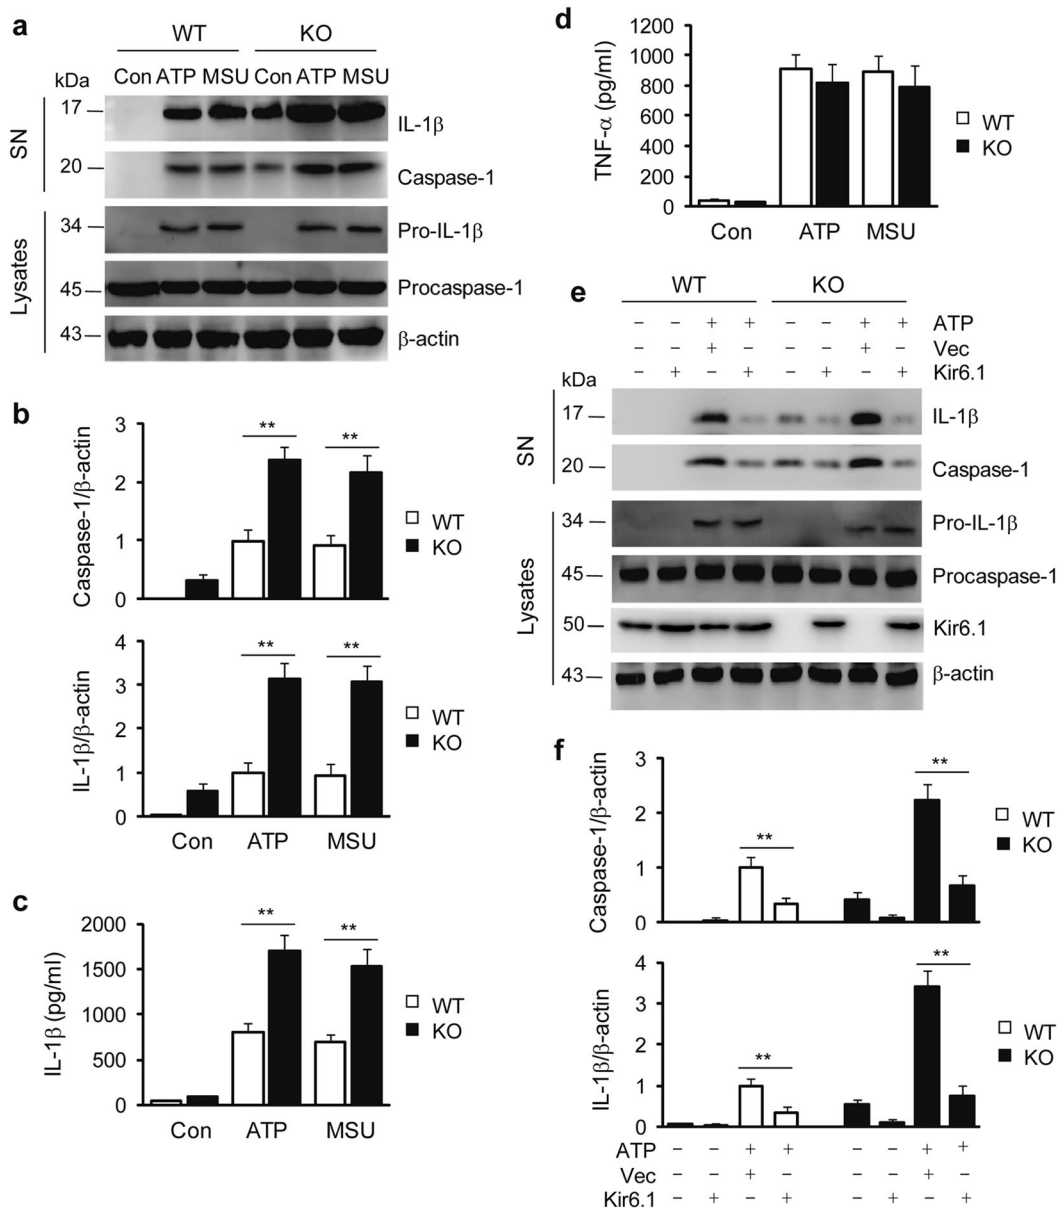 a
WT KO
kDa Con ATP MSU Con ATP MSU
SN
17 IL-1β
20 Caspase-1
Lysates
34 Pro-IL-1β
45 Procaspase-1
43 β-actin
b
Caspase-1/β-actin
3
2
1
0
** **
WT
KO
IL-1β/β-actin
4
3
2
1
0
** **
WT
KO
Con ATP MSU
c
IL-1β (pg/ml)
2000
1500
1000
500
0
** **
WT
KO
Con ATP MSU
d
TNF-α (pg/ml)
1200
1000
800
600
400
200
0
WT
KO
Con ATP MSU
e
WT KO
– – + + – – + + ATP
– – + – – – + – Vec
– + – + – + – + Kir6.1
kDa
SN
17 IL-1β
20 Caspase-1
Lysates
34 Pro-IL-1β
45 Procaspase-1
50 Kir6.1
43 β-actin
f
Caspase-1/β-actin
3
2
1
0
** **
WT
KO
IL-1β/β-actin
4
3
2
1
0
** **
WT
KO
ATP – – + + – – + +
Vec – – + – – – + –
Kir6.1 – + – + – + – +